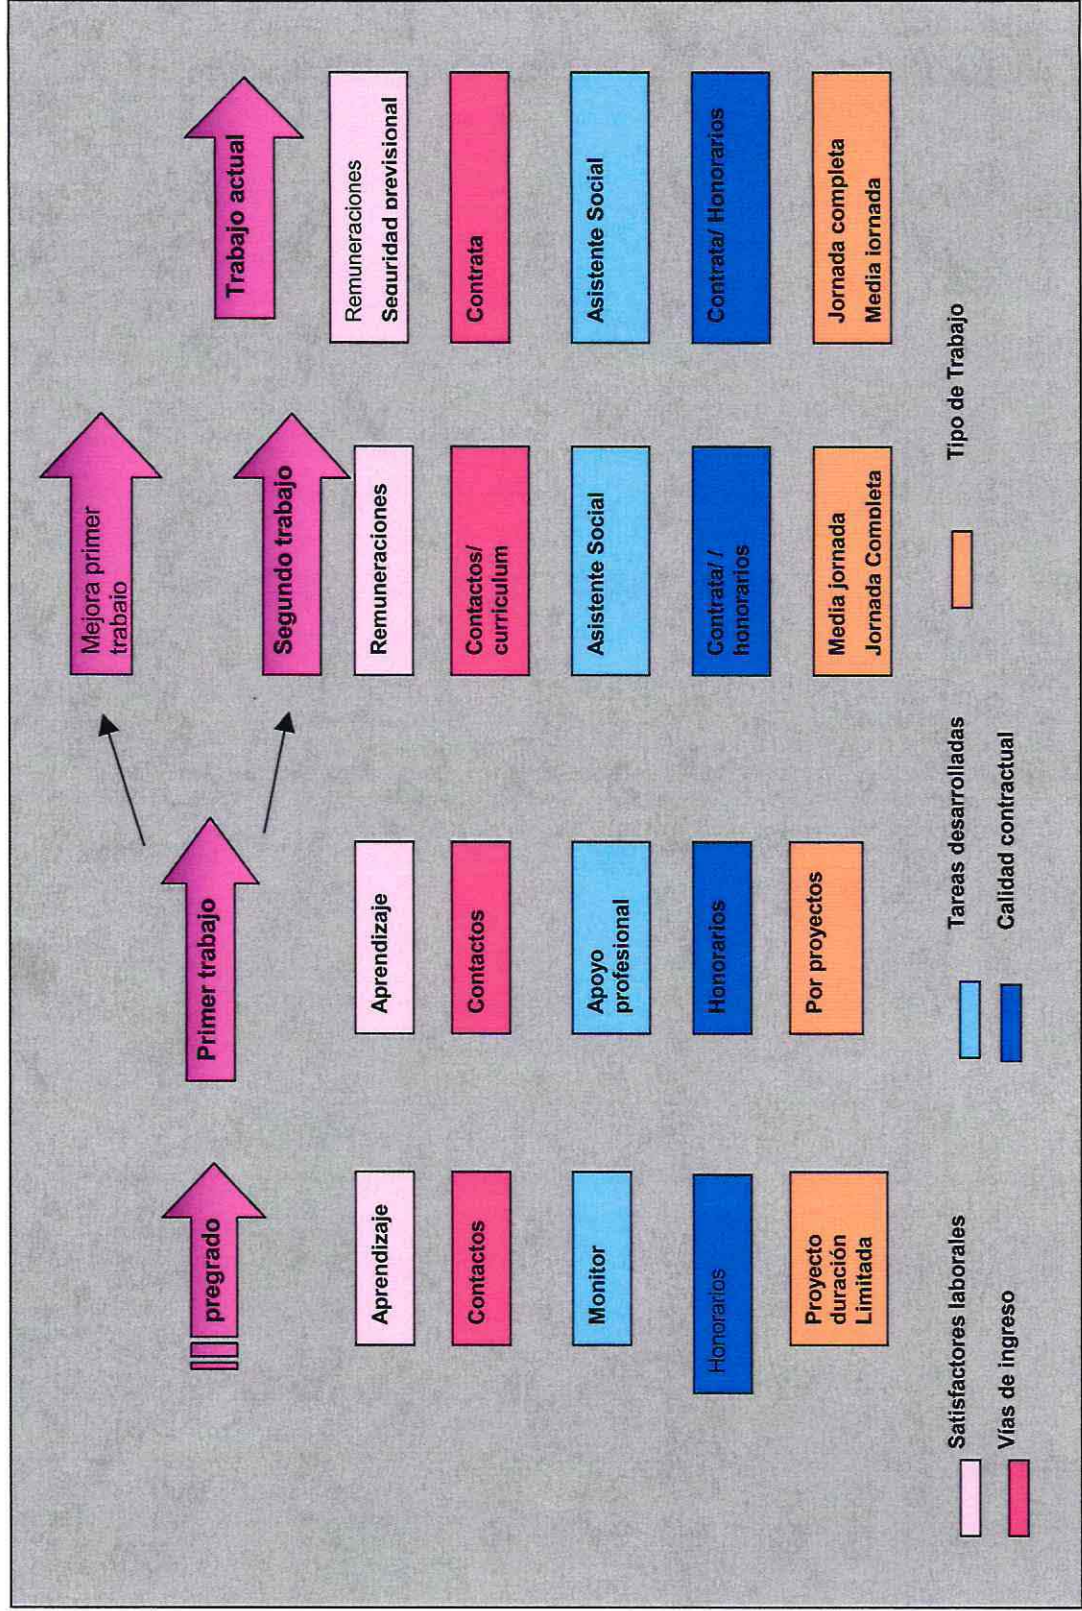 Mejora primer
trabajo
pregrado
Primer trabajo
Segundo trabajo
Trabajo actual
Aprendizaje
Aprendizaje
Remuneraciones
Remuneraciones
Seguridad previsional
Contactos
Contactos
Contactos/
curriculum
Contrata
Monitor
Apoyo
profesional
Asistente Social
Asistente Social
Honorarios
Honorarios
Contrata/ /
honorarios
Contrata/ Honorarios
Proyecto
duración
Limitada
Por proyectos
Media jornada
Jornada Completa
Jornada completa
Media jornada
Satisfactores laborales
Tareas desarrolladas
Tipo de Trabajo
Vías de ingreso
Calidad contractual